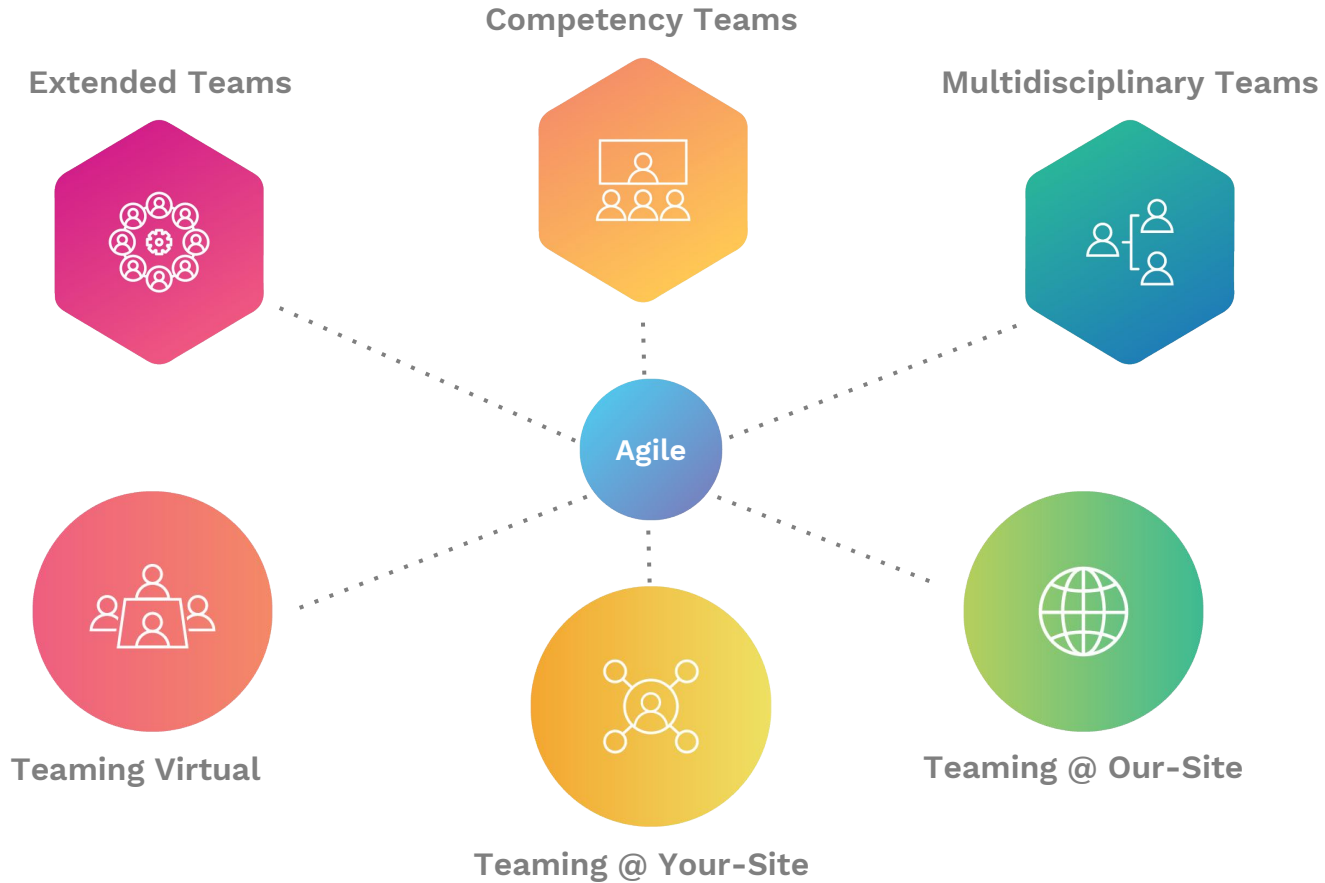 Competency Teams
Extended Teams
Multidisciplinary Teams
Agile
Teaming Virtual
Teaming @ Our-Site
Teaming @ Your-Site